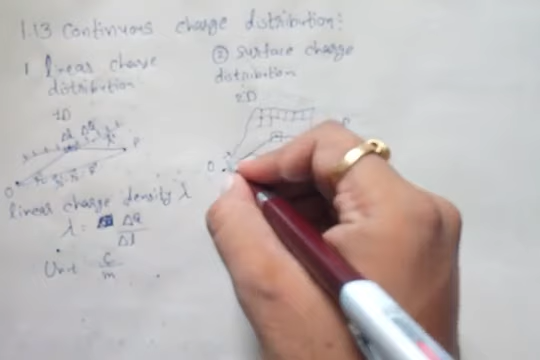 1.13 Continuous charge distribution:
1 linear charge
distribution
1D
ΔQ
P
O
linear charge density λ
λ = ΔQ
Δl
Unit C
m
② surface charge
distribution
2D
O